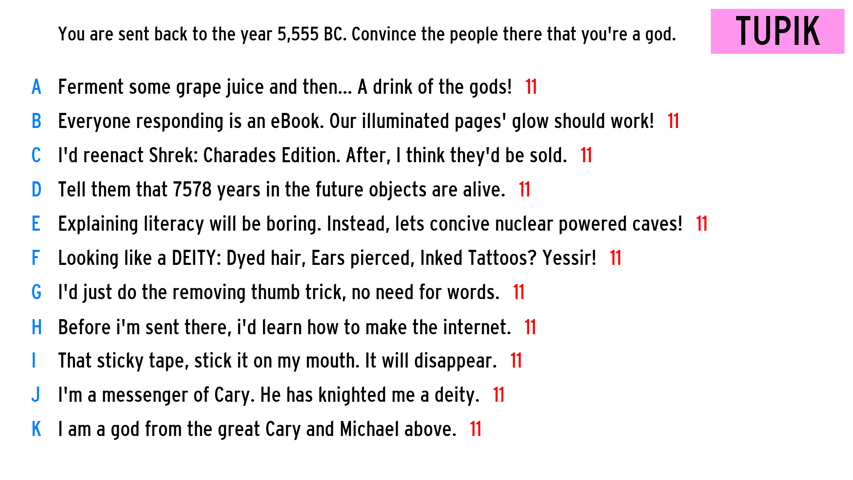 You are sent back to the year 5,555 BC. Convince the people there that you're a god.
TUPIK
A Ferment some grape juice and then... A drink of the gods! 11
B Everyone responding is an eBook. Our illuminated pages' glow should work! 11
C I'd reenact Shrek: Charades Edition. After, I think they'd be sold. 11
D Tell them that 7578 years in the future objects are alive. 11
E Explaining literacy will be boring. Instead, lets concive nuclear powered caves! 11
F Looking like a DEITY: Dyed hair, Ears pierced, Inked Tattoos? Yessir! 11
G I'd just do the removing thumb trick, no need for words. 11
H Before i'm sent there, i'd learn how to make the internet. 11
I That sticky tape, stick it on my mouth. It will disappear. 11
J I'm a messenger of Cary. He has knighted me a deity. 11
K I am a god from the great Cary and Michael above. 11